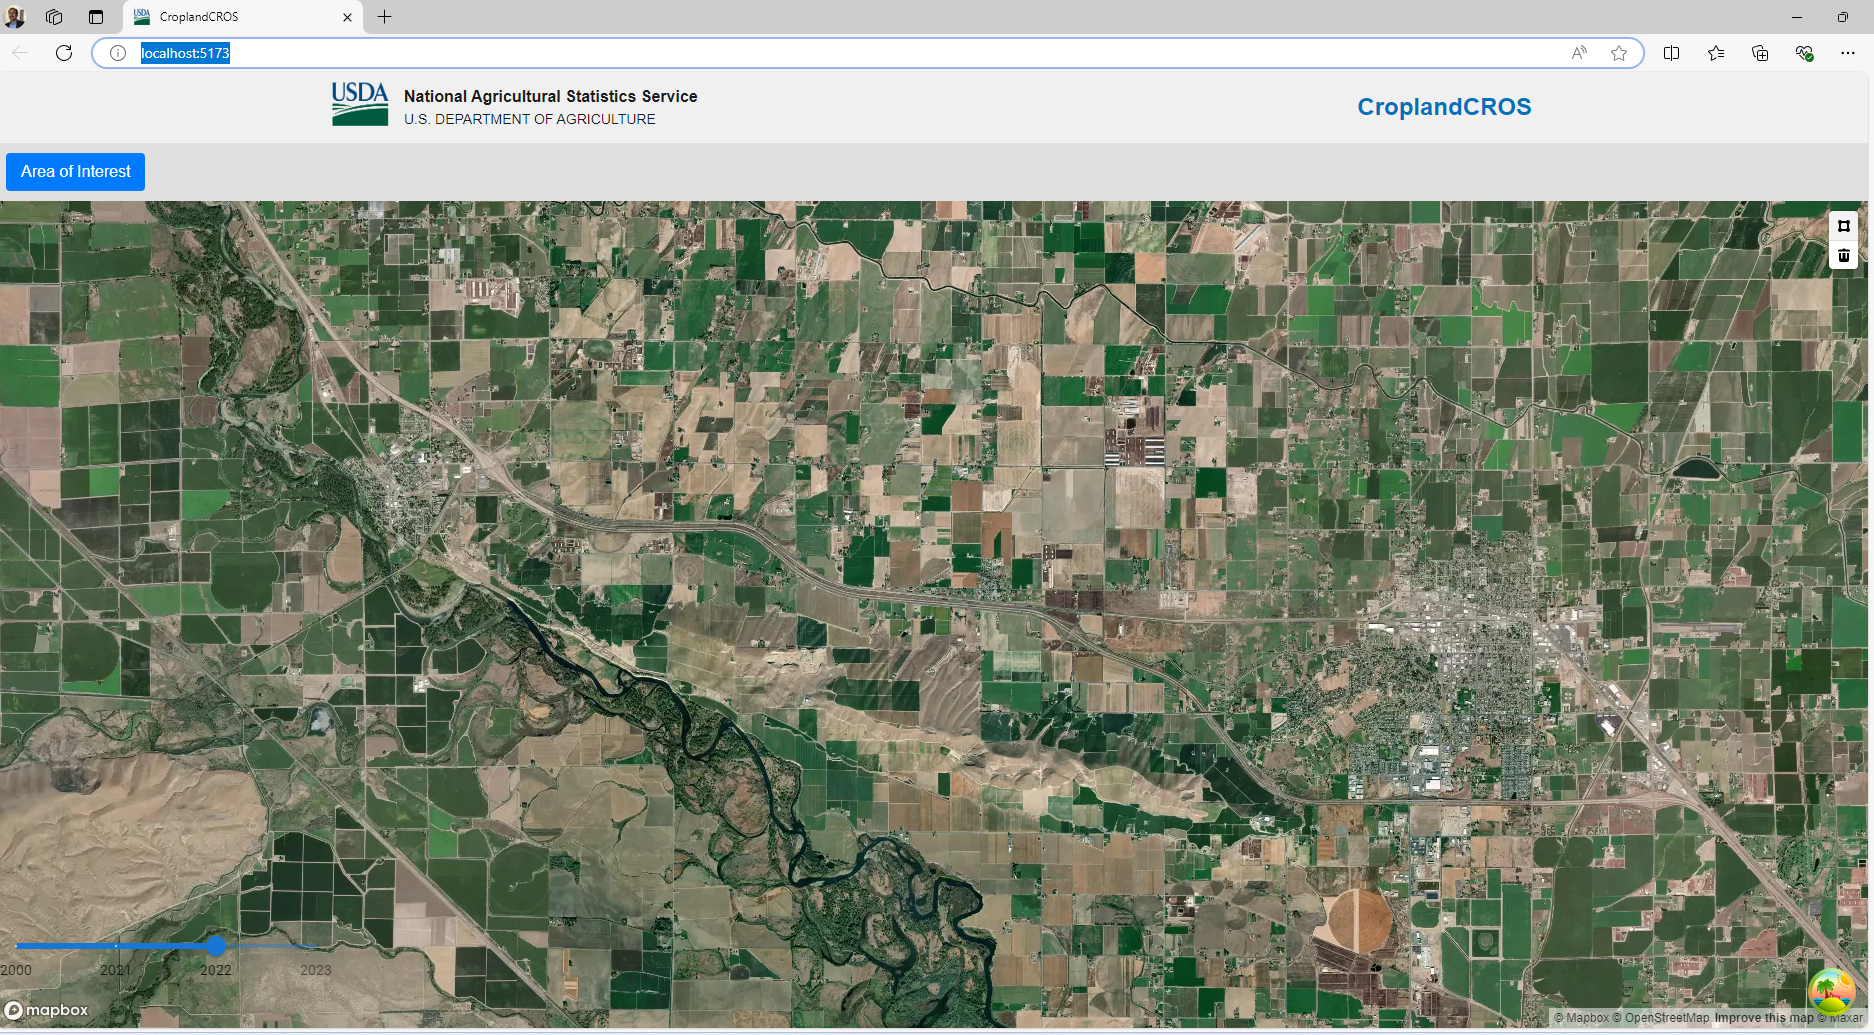 CroplandCROS
localhost:5173
USDA
National Agricultural Statistics Service
U.S. DEPARTMENT OF AGRICULTURE
CroplandCROS
Area of Interest
2000 2021 2022 2023
mapbox
© Mapbox © OpenStreetMap Improve this map © Maxar